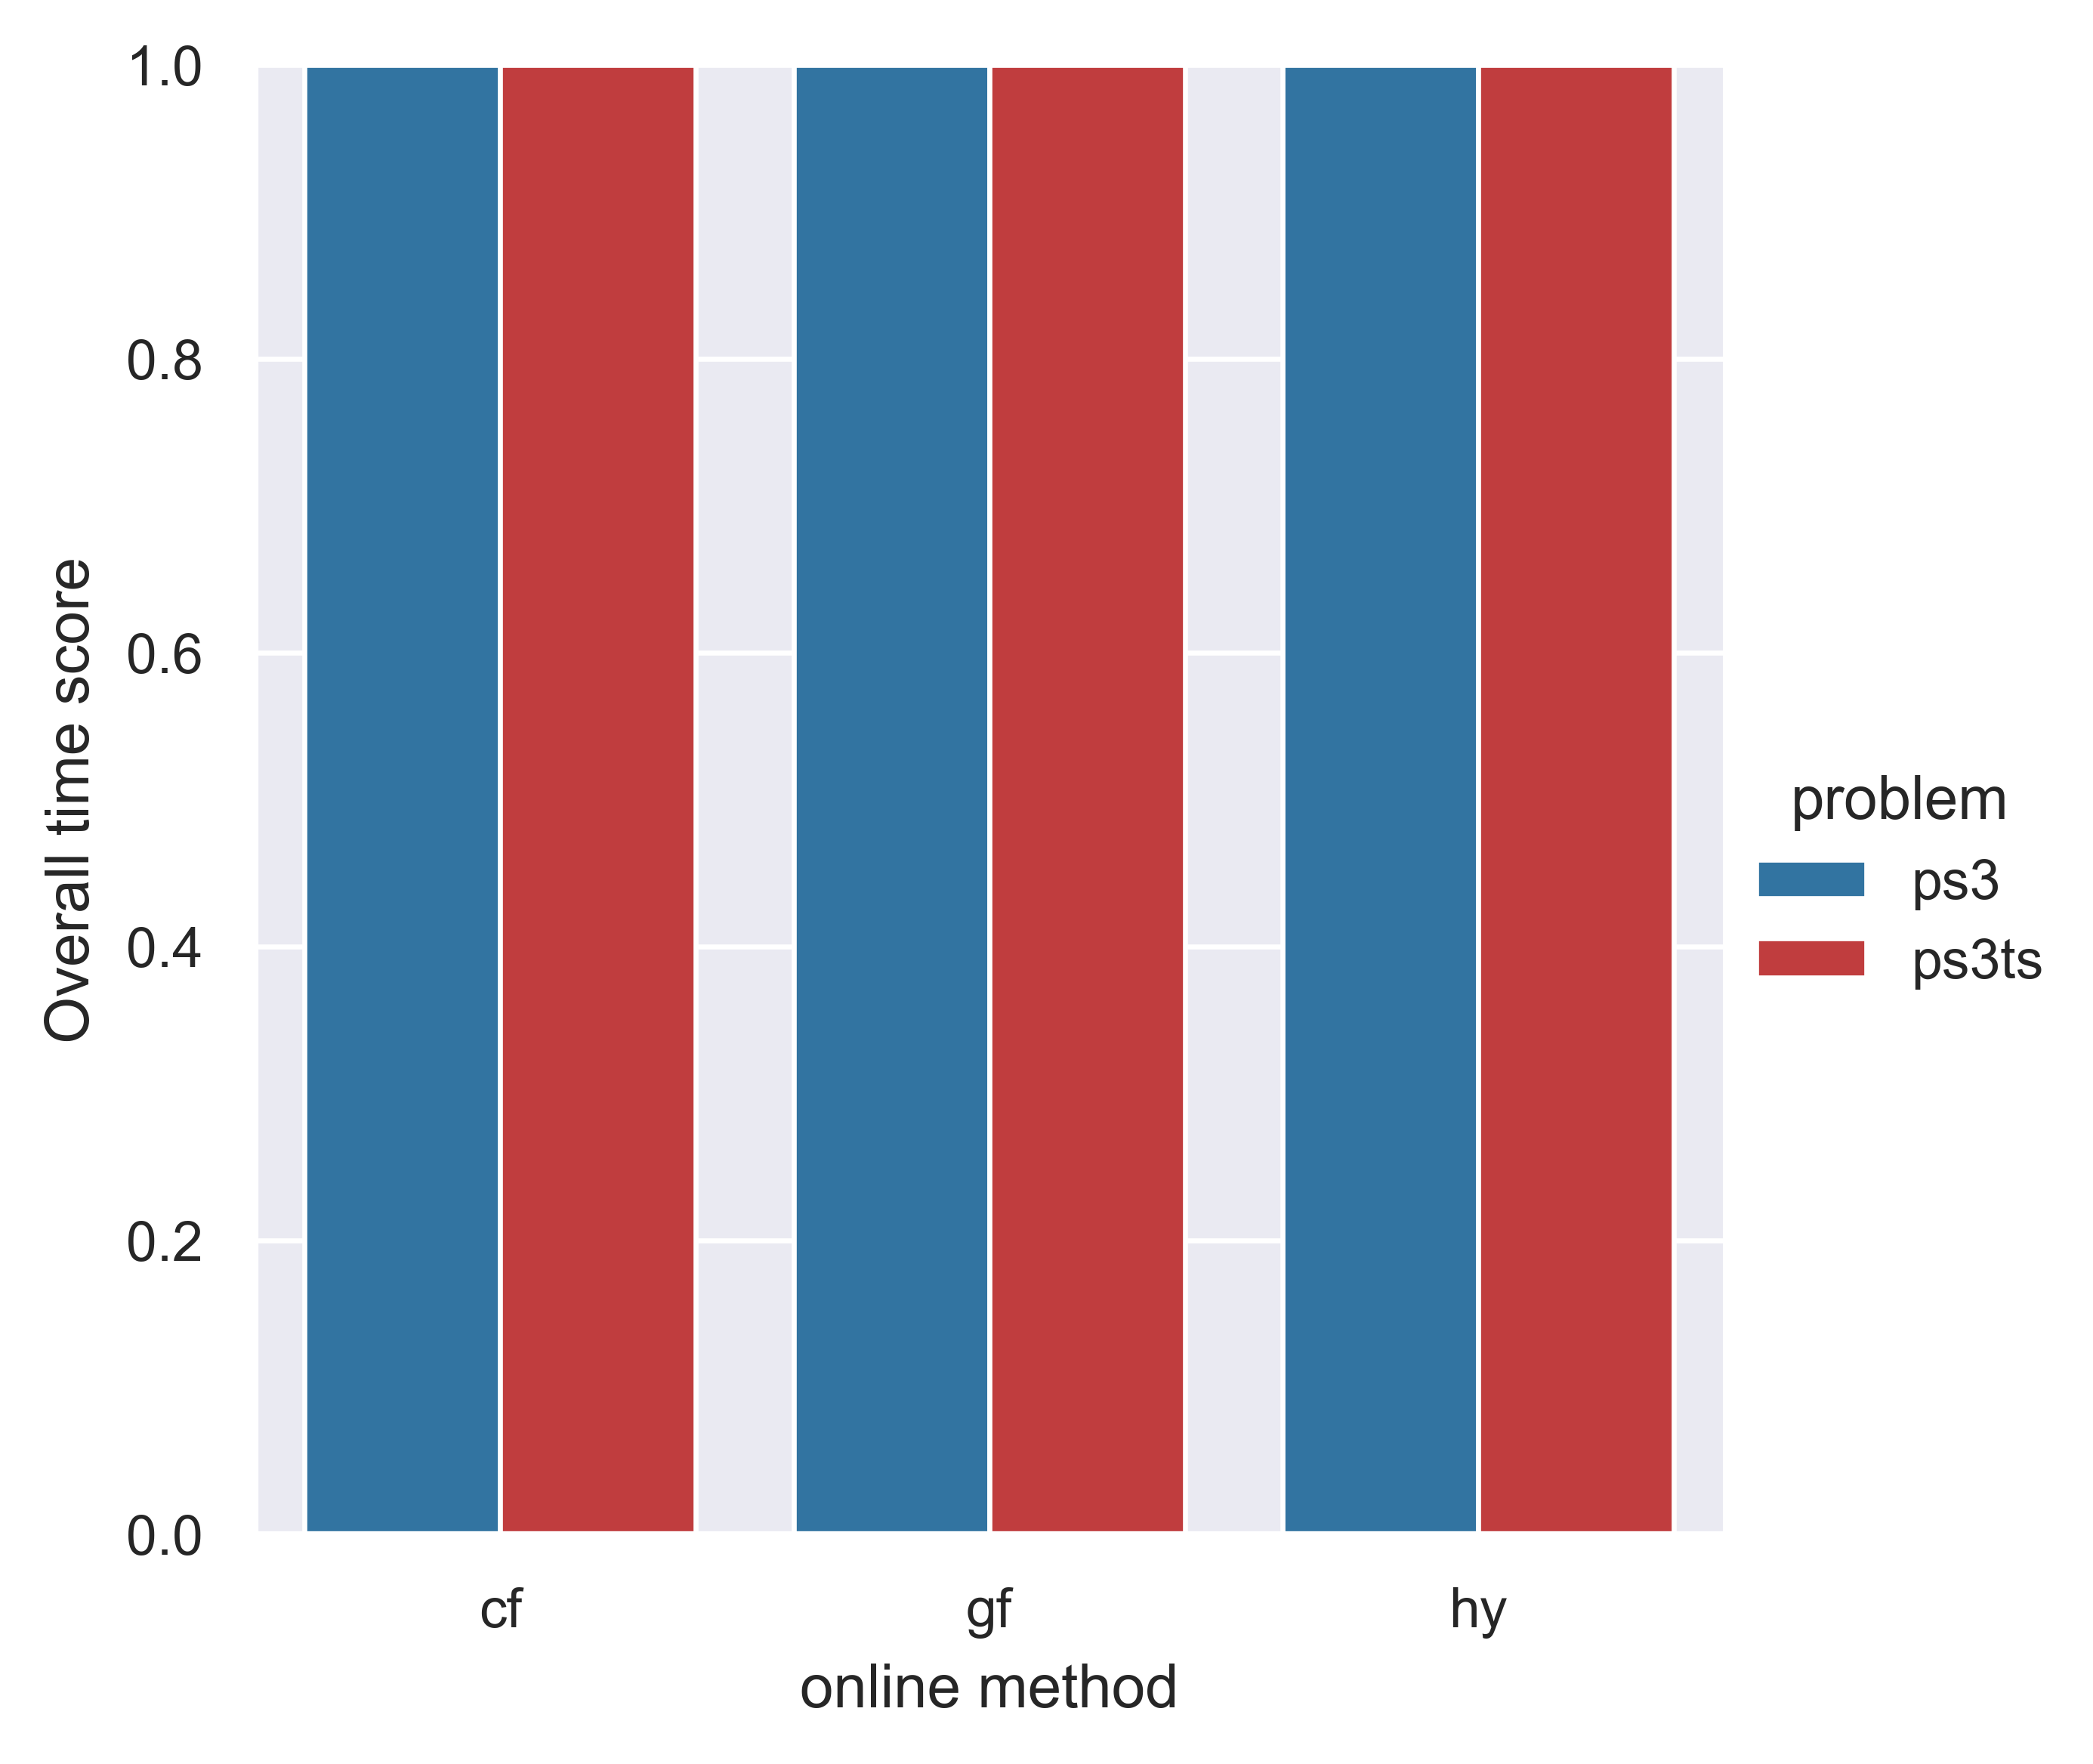 Overall time score
1.0
0.8
0.6
0.4
0.2
0.0
cf
gf
hy
online method
problem
ps3
ps3ts